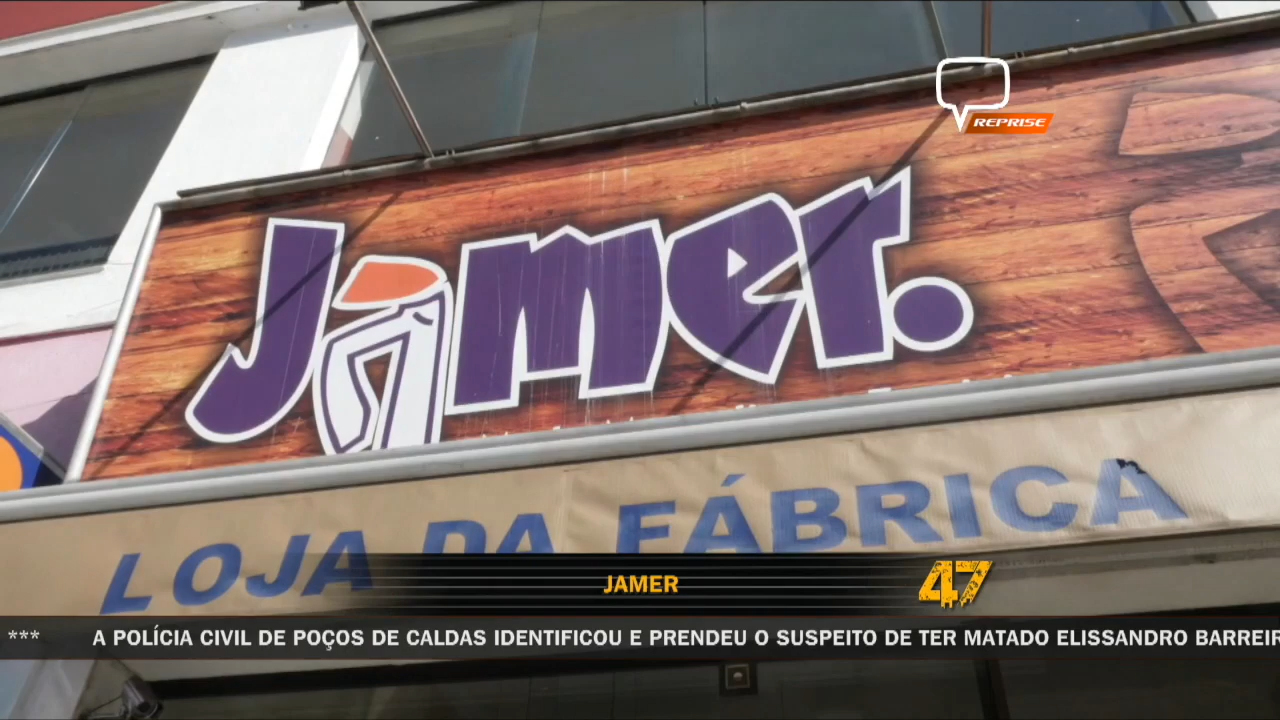 REPRISE
Jamer.
LOJA DA FÁBRICA
JAMER
47
*** A POLÍCIA CIVIL DE POÇOS DE CALDAS IDENTIFICOU E PRENDEU O SUSPEITO DE TER MATADO ELISSANDRO BARREIR